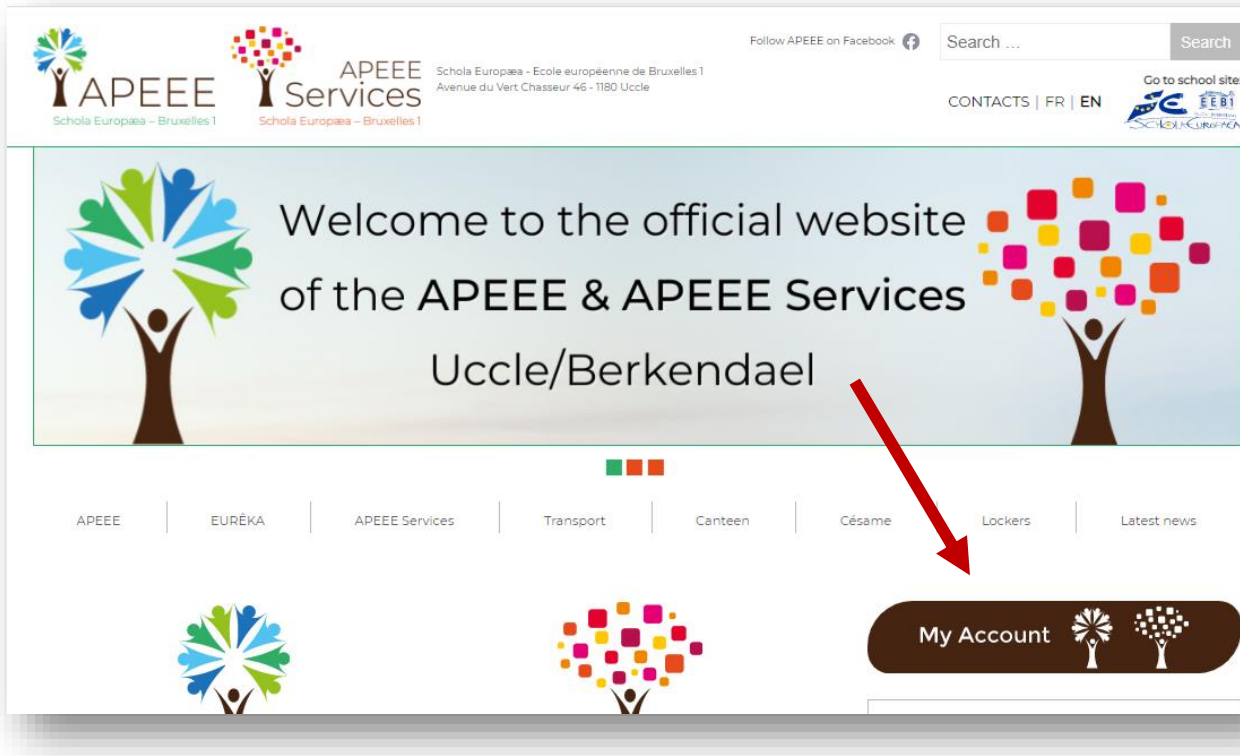 APEEE
Schola Europæa – Bruxelles 1
APEEE
Services
Schola Europæa – Bruxelles 1
Schola Europæa - Ecole européenne de Bruxelles 1
Avenue du Vert Chasseur 46 - 1180 Uccle
Follow APEEE on Facebook
Search ...
Search
CONTACTS | FR | EN
Go to school site:
EEB1
SCHOLA EUROPAEA
Welcome to the official website
of the APEEE & APEEE Services
Uccle/Berkendael
APEEE
EURÊKA
APEEE Services
Transport
Canteen
Césame
Lockers
Latest news
My Account